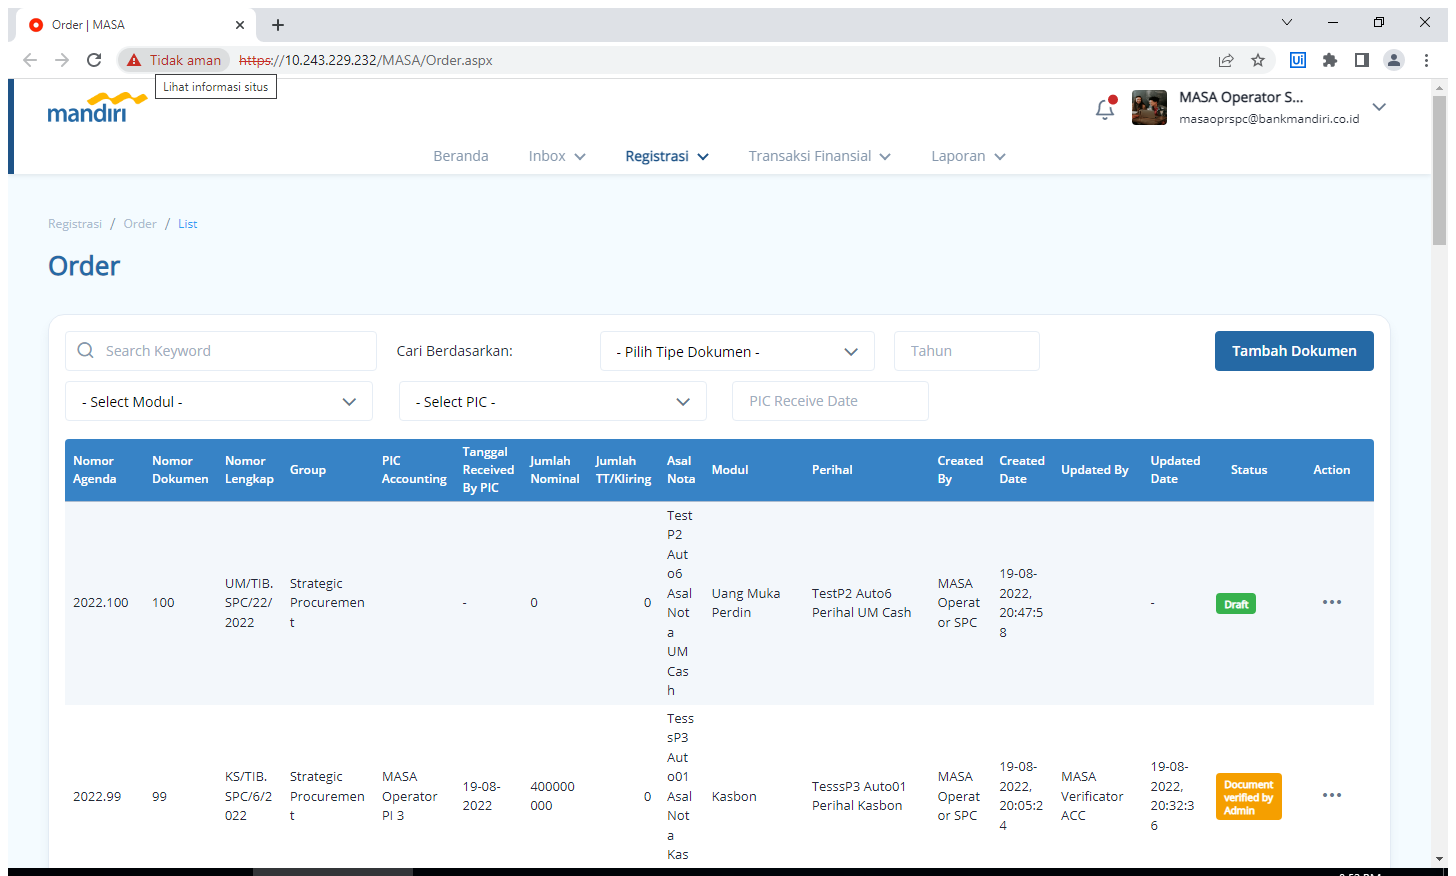 Order | MASA
Tidak aman https://10.243.229.232/MASA/Order.aspx
Lihat informasi situs
mandiri
MASA Operator S...
masaoprspc@bankmandiri.co.id
Beranda Inbox Registrasi Transaksi Finansial Laporan
Registrasi / Order / List
Order
Search Keyword Cari Berdasarkan: - Pilih Tipe Dokumen - Tahun Tambah Dokumen
- Select Modul - - Select PIC - PIC Receive Date
Nomor Agenda Nomor Dokumen Nomor Lengkap Group PIC Accounting Tanggal Received By PIC Jumlah Nominal Jumlah TT/Kliring Asal Nota Modul Perihal Created By Created Date Updated By Updated Date Status Action
2022.100 100 UM/TIB.SPC/22/2022 Strategic Procurement - 0 0 TestP2 Auto6 Asal Nota UM Cash Uang Muka Perdin TestP2 Auto6 Perihal UM Cash MASA Operator SPC 19-08-2022, 20:47:58 - Draft
2022.99 99 KS/TIB.SPC/6/2022 Strategic Procurement MASA Operator PI 3 19-08-2022 400000000 0 TesssP3 Auto01 Asal Nota Kas Kasbon TesssP3 Auto01 Perihal Kasbon MASA Operator SPC 19-08-2022, 20:05:24 MASA Verificator ACC 19-08-2022, 20:32:36 Document verified by Admin